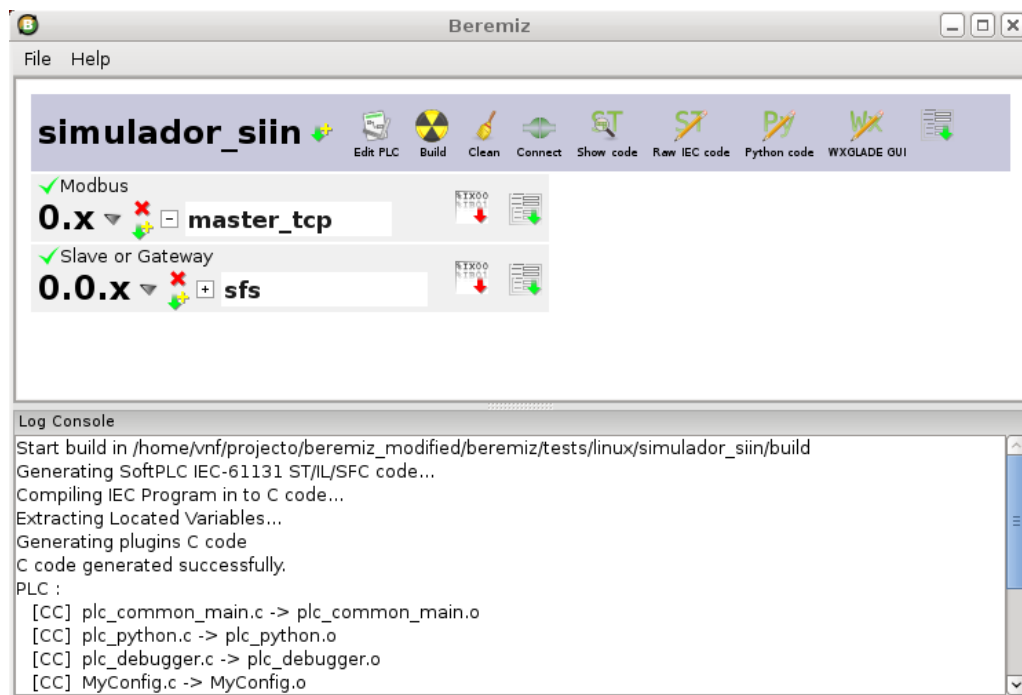 Beremiz
File Help
simulador_siin
Edit PLC Build Clean Connect Show code Raw IEC code Python code WXGLADE GUI
Modbus
0.x master_tcp
Slave or Gateway
0.0.x sfs
Log Console
Start build in /home/vnf/projecto/beremiz_modified/beremiz/tests/linux/simulador_siin/build
Generating SoftPLC IEC-61131 ST/IL/SFC code...
Compiling IEC Program in to C code...
Extracting Located Variables...
Generating plugins C code
C code generated successfully.
PLC :
[CC] plc_common_main.c -> plc_common_main.o
[CC] plc_python.c -> plc_python.o
[CC] plc_debugger.c -> plc_debugger.o
[CC] MyConfig.c -> MyConfig.o